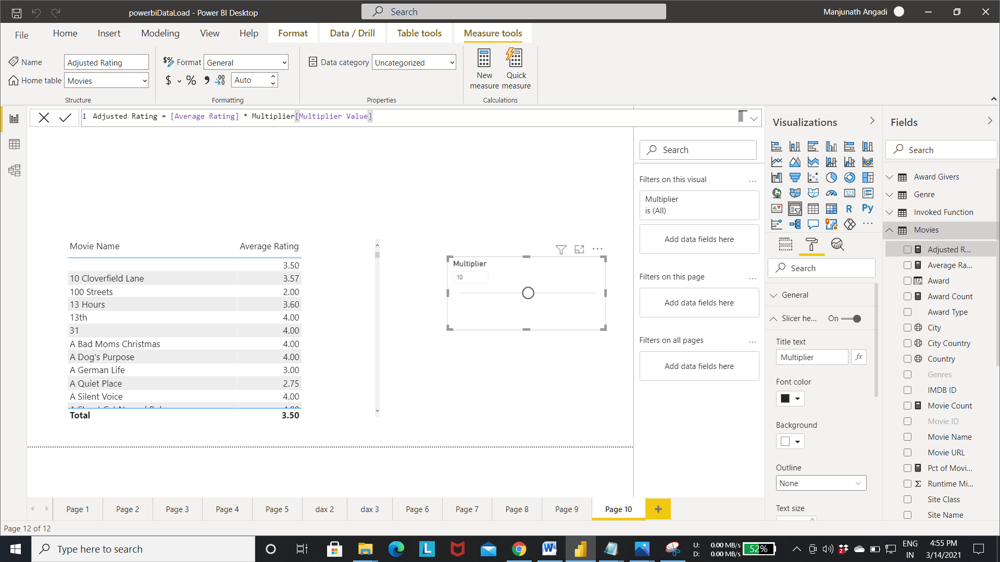 powerbiDataLoad - Power BI Desktop
Search
Manjunath Angadi
File
Home
Insert
Modeling
View
Help
Format
Data / Drill
Table tools
Measure tools
Name
Adjusted Rating
Home table
Movies
Structure
Format
General
$
%
Auto
Formatting
Data category
Uncategorized
Properties
New measure
Quick measure
Calculations
1 Adjusted Rating = [Average Rating] * Multiplier[Multiplier Value]
Movie Name Average Rating
3.50
10 Cloverfield Lane 3.57
100 Streets 2.00
13 Hours 3.60
13th 4.00
31 4.00
A Bad Moms Christmas 4.00
A Dog's Purpose 4.00
A German Life 3.00
A Quiet Place 2.75
A Silent Voice 4.00
Total 3.50
Multiplier
10
Search
Filters on this visual ...
Multiplier
is (All)
Add data fields here
Filters on this page ...
Add data fields here
Filters on all pages ...
Add data fields here
Visualizations
123
R
Py
...
Search
General
Slicer he... On
Title text
Multiplier
fx
Font color
Background
Outline
None
Text size
Fields
Search
Award Givers
Genre
Invoked Function
Movies
Adjusted R...
Average Ra...
Award
Award Count
Award Type
City
City Country
Country
Genres
IMDB ID
Movie Count
Movie ID
Movie Name
Movie URL
Pct of Movi...
Runtime Mi...
Site Class
Site Name
Page 1
Page 2
Page 3
Page 4
Page 5
dax 2
dax 3
Page 6
Page 7
Page 8
Page 9
Page 10
+
Page 12 of 12
Type here to search
U: 0.00 MB/s
D: 0.00 MB/s
52%
ENG
IN
4:55 PM
3/14/2021